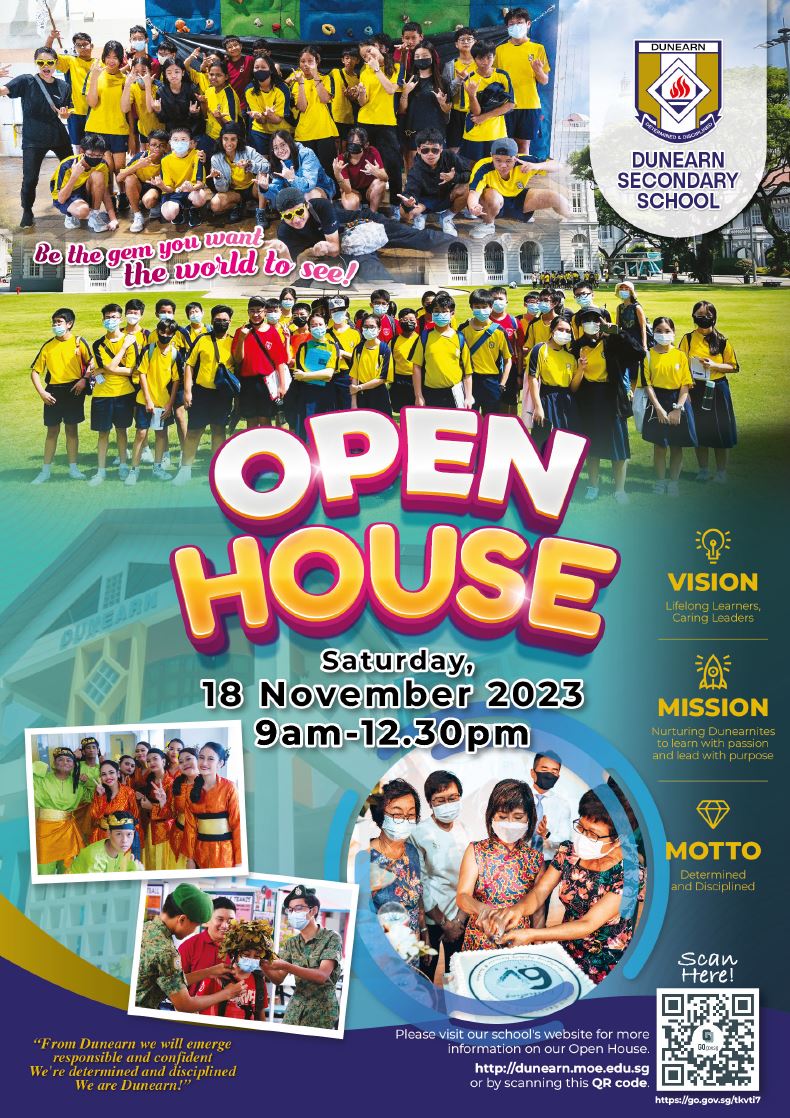 DUNEARN
DETERMINED & DISCIPLINED
DUNEARN
SECONDARY
SCHOOL
Be the gem you want
the world to see!
OPEN
HOUSE
DUNEARN
Saturday,
18 November 2023
9am-12.30pm
VISION
Lifelong Learners,
Caring Leaders
MISSION
Nurturing Dunearnites
to learn with passion
and lead with purpose
MOTTO
Determined
and Disciplined
Scan
Here!
“From Dunearn we will emerge
responsible and confident
We're determined and disciplined
We are Dunearn!”
Please visit our school's website for more
information on our Open House.
http://dunearn.moe.edu.sg
or by scanning this QR code.
https://go.gov.sg/tkvti7